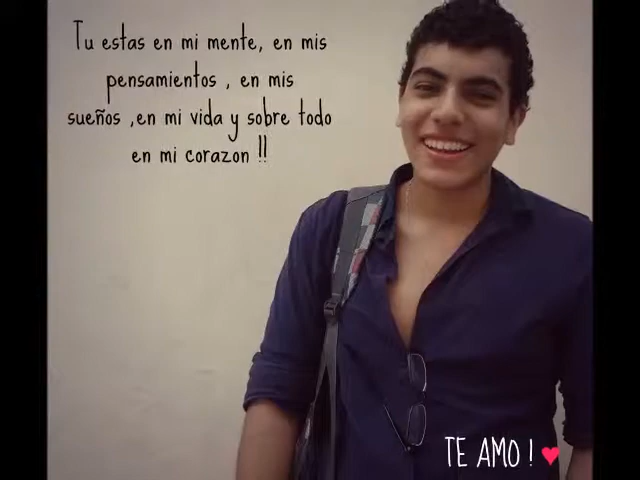 Tu estas en mi mente, en mis
pensamientos , en mis
sueños ,en mi vida y sobre todo
en mi corazon !!
TE AMO ! ♥